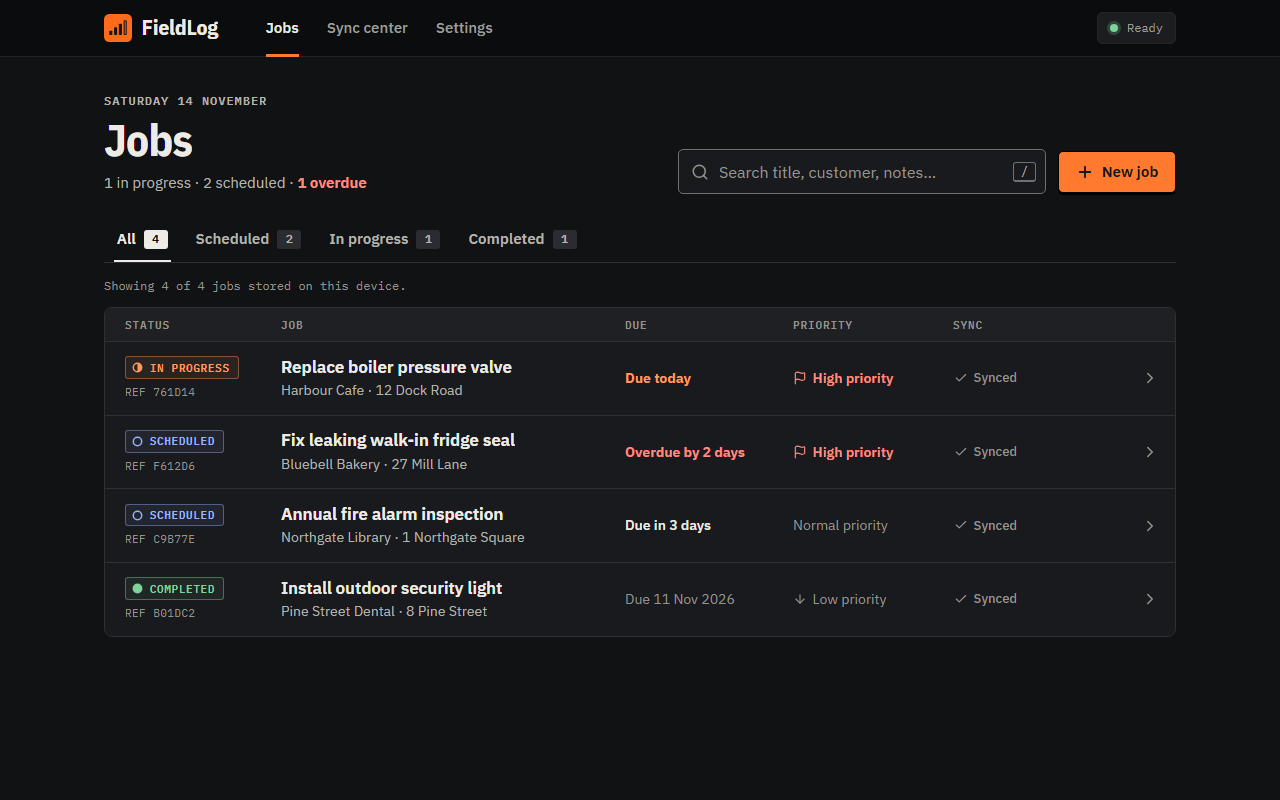 FieldLog Jobs Sync center Settings Ready
SATURDAY 14 NOVEMBER
Jobs
1 in progress · 2 scheduled · 1 overdue
Search title, customer, notes... /
New job
All 4 Scheduled 2 In progress 1 Completed 1
Showing 4 of 4 jobs stored on this device.
STATUS JOB DUE PRIORITY SYNC
IN PROGRESS Replace boiler pressure valve
REF 761D14 Harbour Cafe · 12 Dock Road
Due today High priority Synced
SCHEDULED Fix leaking walk-in fridge seal
REF F612D6 Bluebell Bakery · 27 Mill Lane
Overdue by 2 days High priority Synced
SCHEDULED Annual fire alarm inspection
REF C9B77E Northgate Library · 1 Northgate Square
Due in 3 days Normal priority Synced
COMPLETED Install outdoor security light
REF B01DC2 Pine Street Dental · 8 Pine Street
Due 11 Nov 2026 Low priority Synced